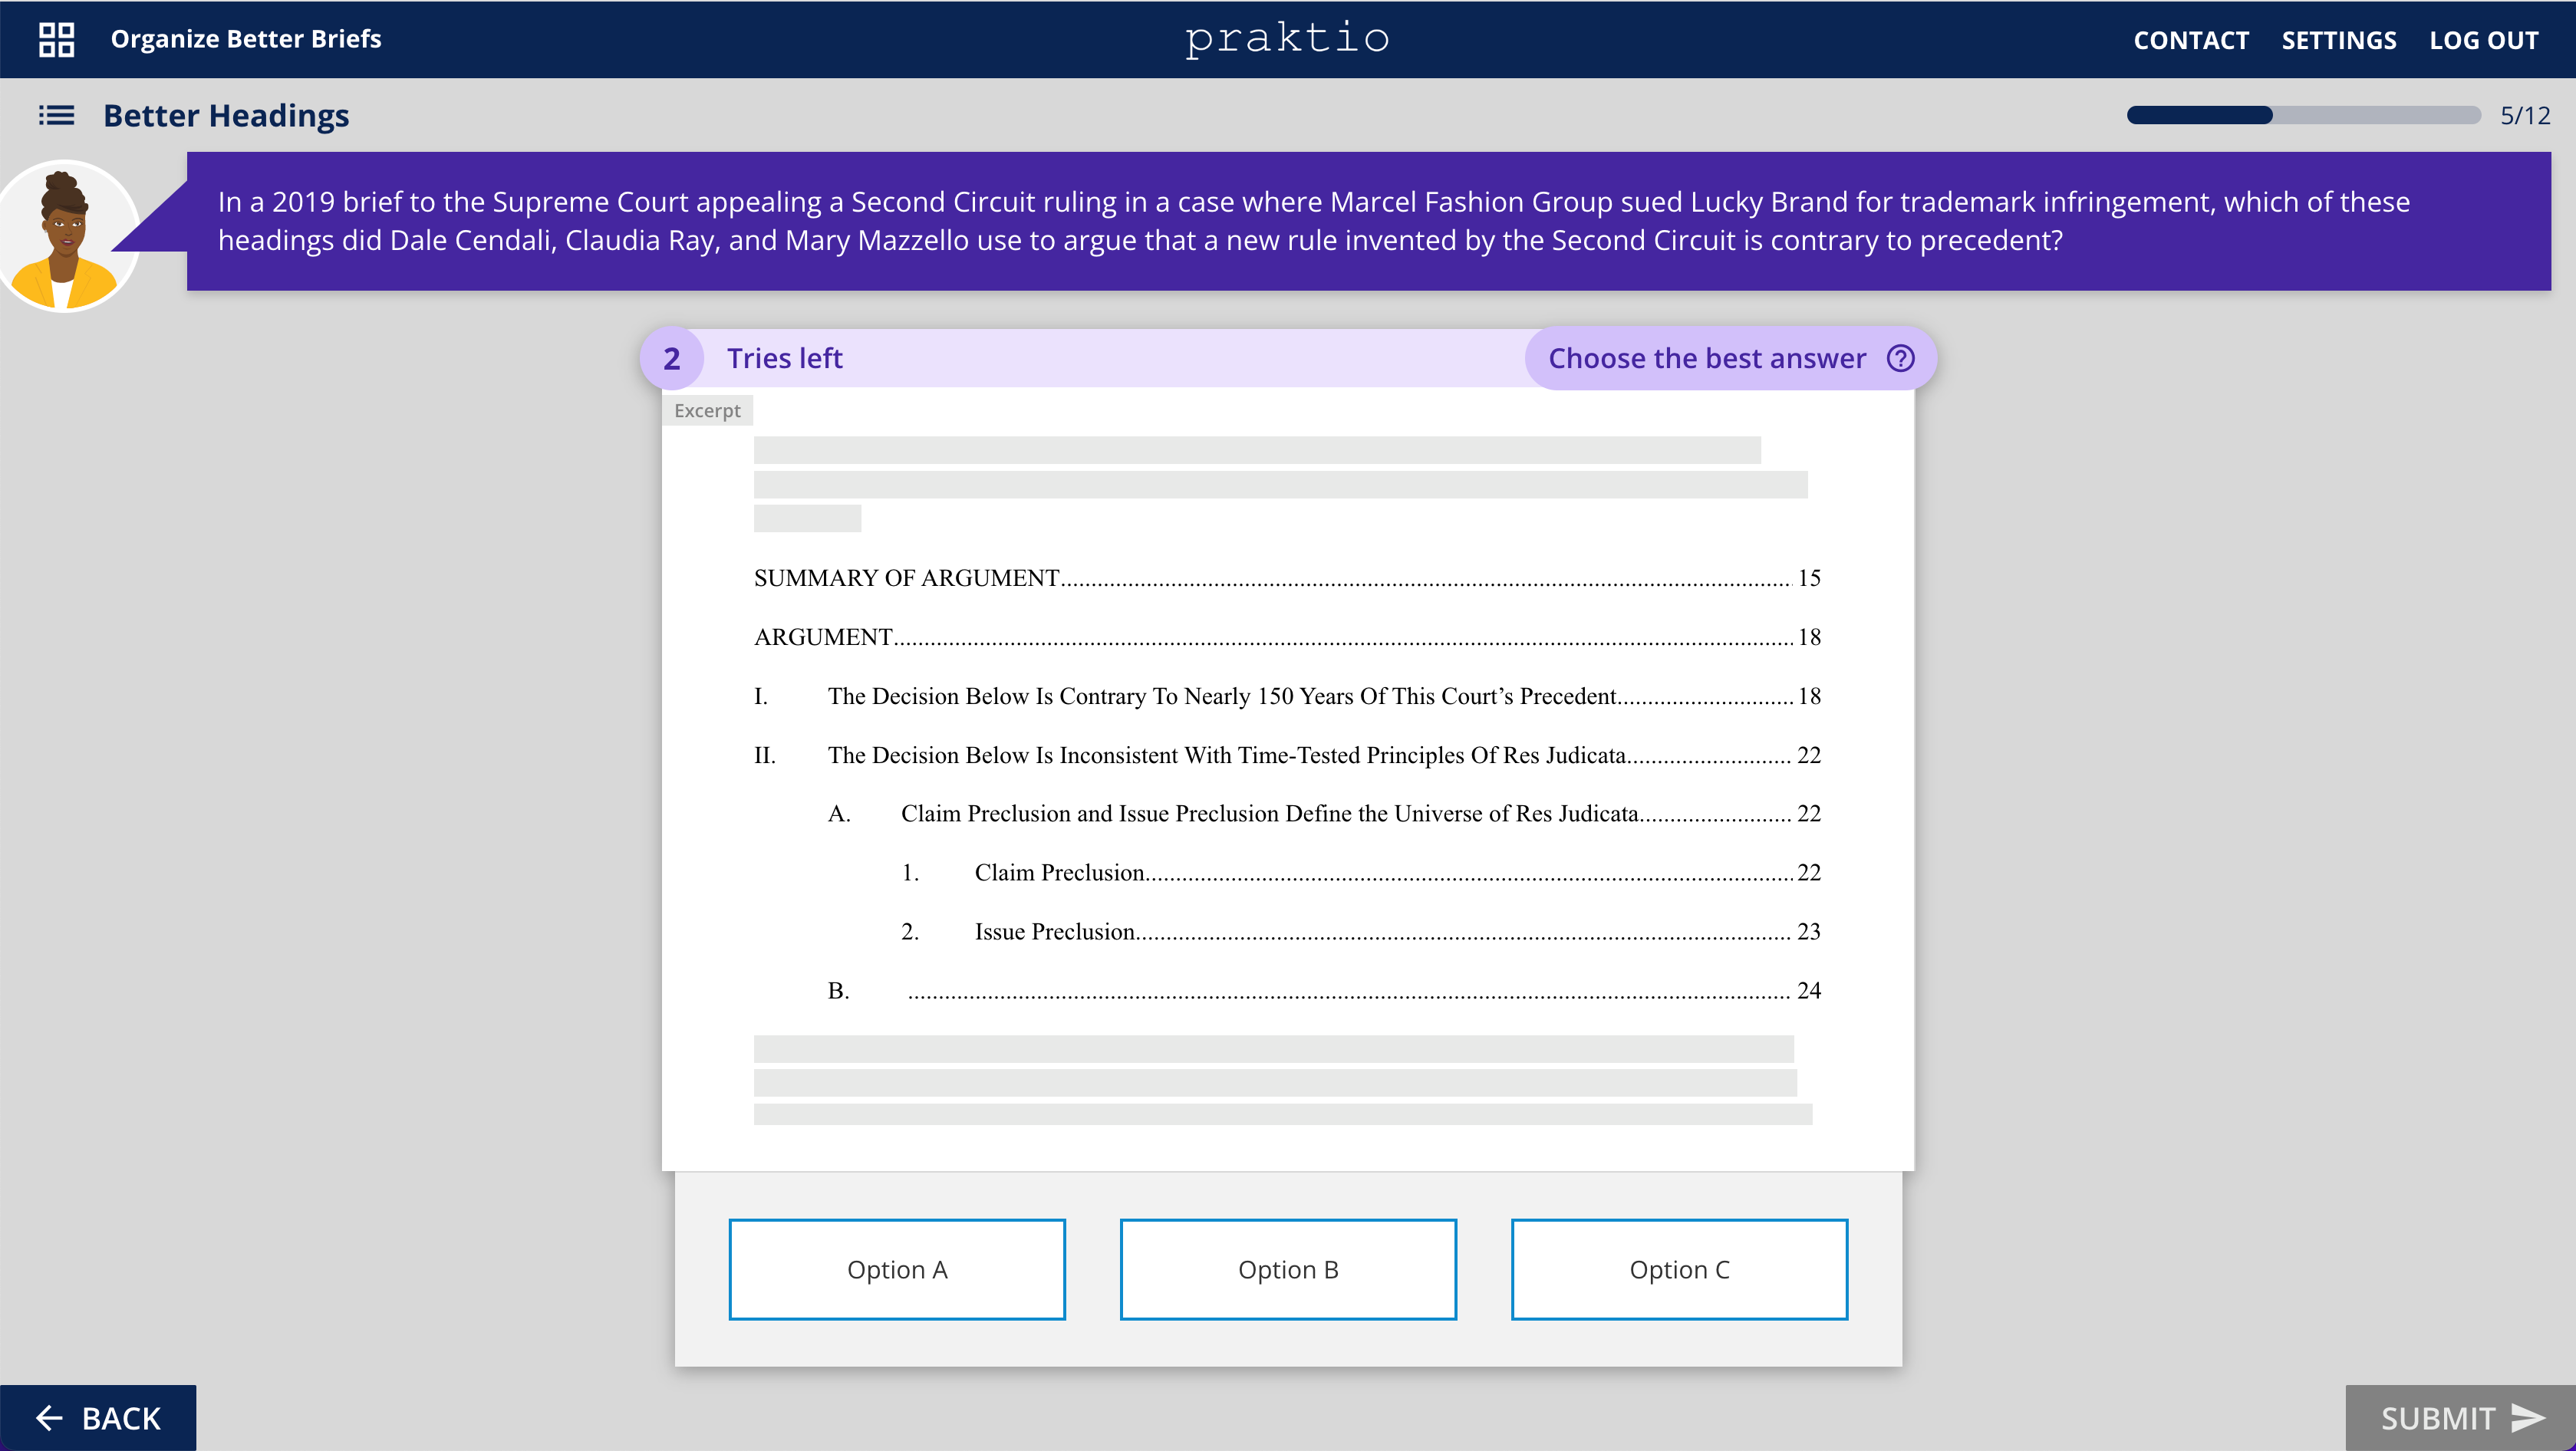 Organize Better Briefs
praktio
CONTACT SETTINGS LOG OUT
Better Headings
5/12
In a 2019 brief to the Supreme Court appealing a Second Circuit ruling in a case where Marcel Fashion Group sued Lucky Brand for trademark infringement, which of these
headings did Dale Cendali, Claudia Ray, and Mary Mazzello use to argue that a new rule invented by the Second Circuit is contrary to precedent?
2 Tries left
Choose the best answer ?
Excerpt
SUMMARY OF ARGUMENT 15
ARGUMENT 18
I. The Decision Below Is Contrary To Nearly 150 Years Of This Court’s Precedent 18
II. The Decision Below Is Inconsistent With Time-Tested Principles Of Res Judicata 22
A. Claim Preclusion and Issue Preclusion Define the Universe of Res Judicata 22
1. Claim Preclusion 22
2. Issue Preclusion 23
B. 24
Option A
Option B
Option C
BACK
SUBMIT